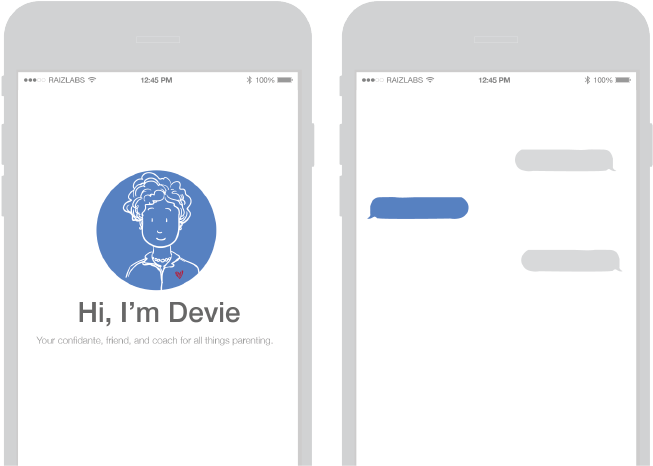 RAIZLABS
12:45 PM
100%
Hi, I'm Devie
Your confidante, friend, and coach for all things parenting.
RAIZLABS
12:45 PM
100%